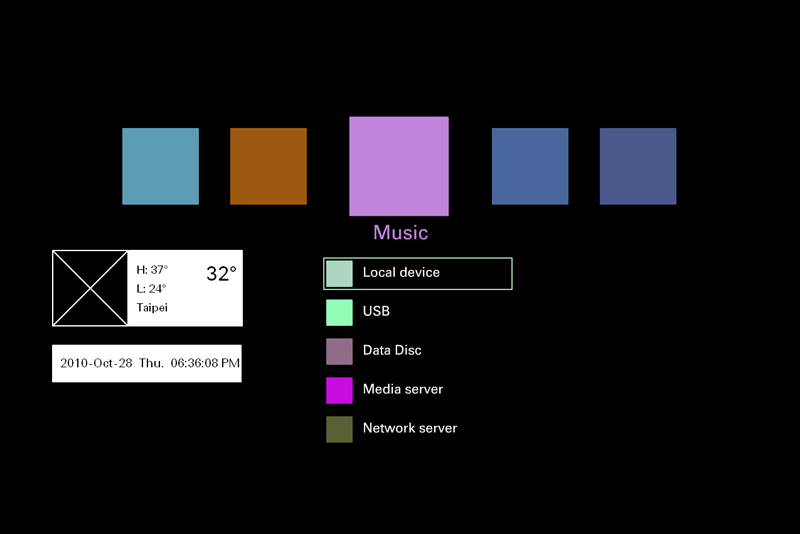 Music
H: 37°
32°
L: 24°
Taipei
2010-Oct-28 Thu. 06:36:08 PM
Local device
USB
Data Disc
Media server
Network server